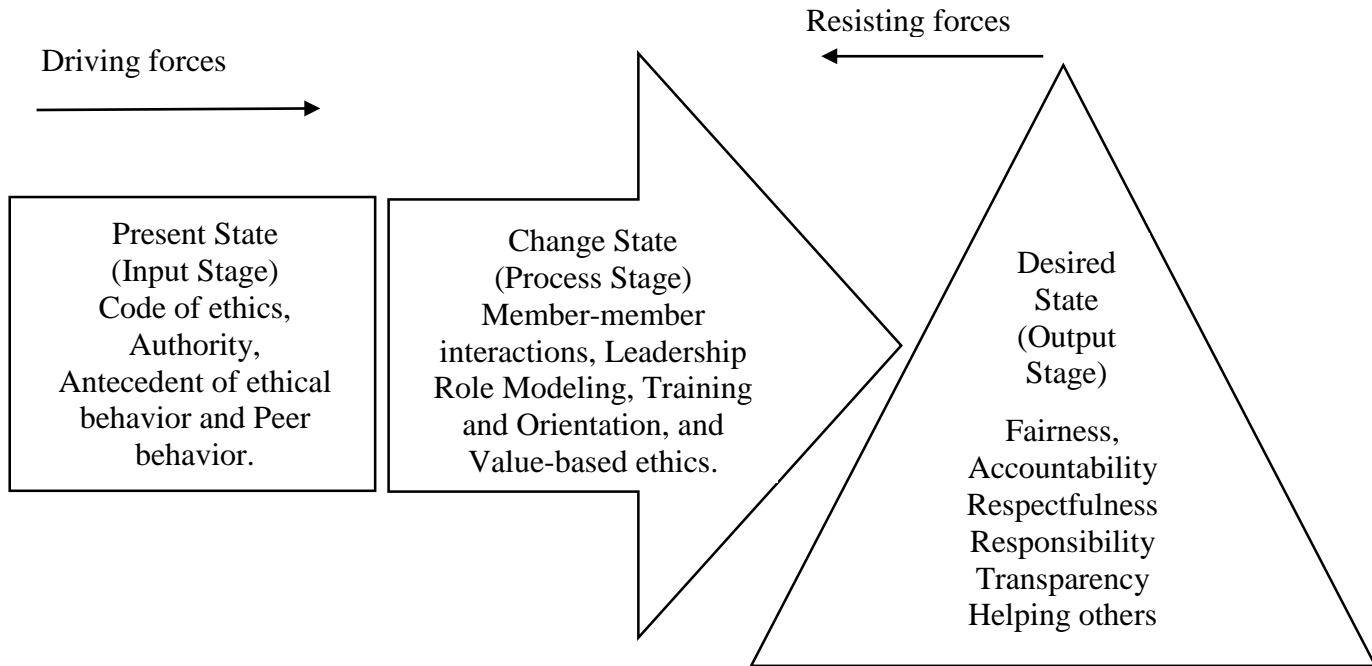 Resisting forces
Driving forces
Present State
(Input Stage)
Code of ethics,
Authority,
Antecedent of ethical
behavior and Peer
behavior.
Change State
(Process Stage)
Member-member
interactions, Leadership
Role Modeling, Training
and Orientation, and
Value-based ethics.
Desired
State
(Output
Stage)
Fairness,
Accountability
Respectfulness
Responsibility
Transparency
Helping others